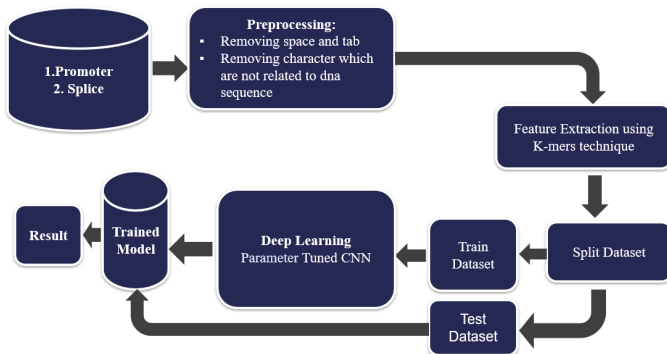 1.Promoter
2. Splice
Preprocessing:
▪ Removing space and tab
▪ Removing character which
are not related to dna
sequence
Feature Extraction using
K-mers technique
Split Dataset
Train
Dataset
Test
Dataset
Deep Learning
Parameter Tuned CNN
Trained
Model
Result